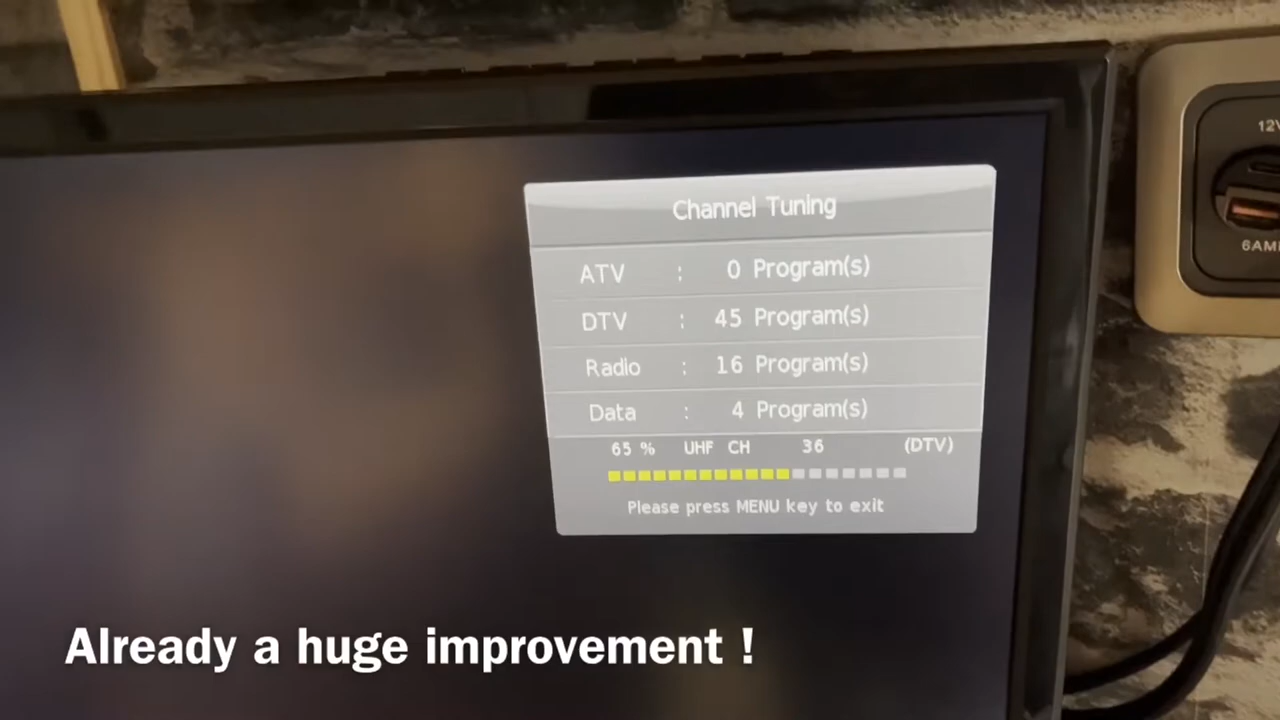 Channel Tuning
ATV : 0 Program(s)
DTV : 45 Program(s)
Radio : 16 Program(s)
Data : 4 Program(s)
65 % UHF CH 36 (DTV)
Please press MENU key to exit
12V
Already a huge improvement !